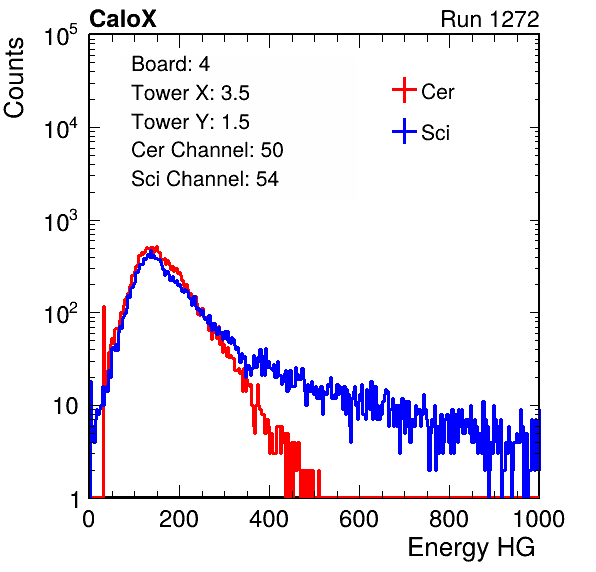 CaloX Run 1272
Counts
Board: 4
Tower X: 3.5
Tower Y: 1.5
Cer Channel: 50
Sci Channel: 54
Cer
Sci
10^5
10^4
10^3
10^2
10
1
0 200 400 600 800 1000
Energy HG